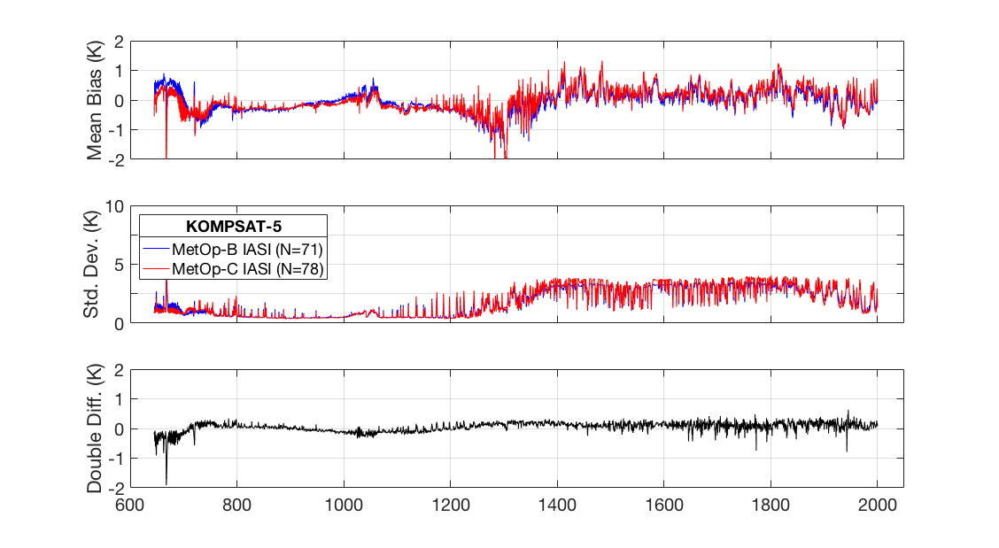 Mean Bias (K)
2
1
0
-1
-2
Std. Dev. (K)
10
5
0
KOMPSAT-5
MetOp-B IASI (N=71)
MetOp-C IASI (N=78)
Double Diff. (K)
2
1
0
-1
-2
600 800 1000 1200 1400 1600 1800 2000